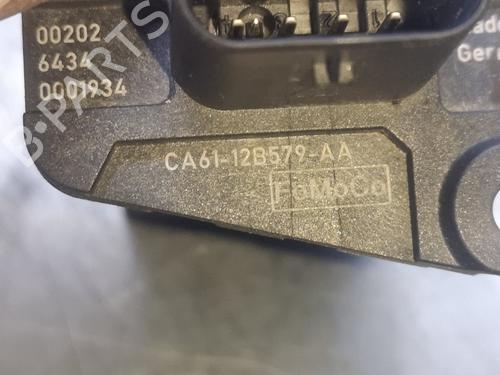 00202
6434
0001934
B-PARTS
CA61-12B579-AA
FoMoCo